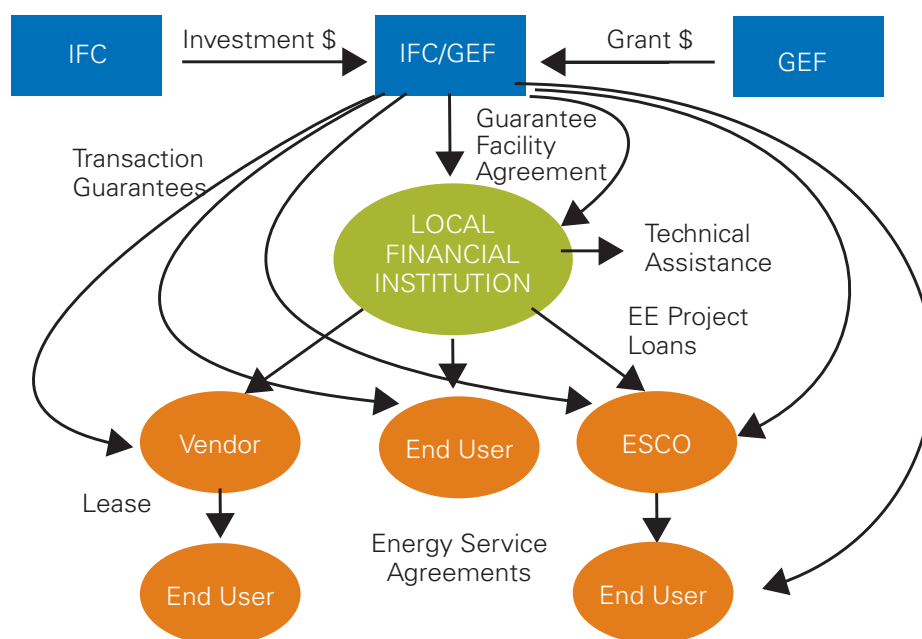 IFC
Investment $
IFC/GEF
Grant $
GEF
Transaction
Guarantees
Guarantee
Facility
Agreement
LOCAL
FINANCIAL
INSTITUTION
Technical
Assistance
EE Project
Loans
Vendor
End User
ESCO
Lease
Energy Service
Agreements
End User
End User